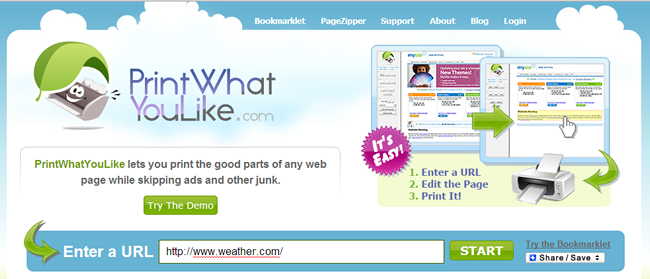 Bookmarklet PageZipper Support About Blog Login
PrintWhat
YouLike.com
New Themes!
IT'S
EASY!
1. Enter a URL
2. Edit the Page
3. Print It!
PrintWhatYouLike lets you print the good parts of any web
page while skipping ads and other junk.
Try The Demo
Enter a URL http://www.weather.com/ START
Try the Bookmarklet
Share / Save